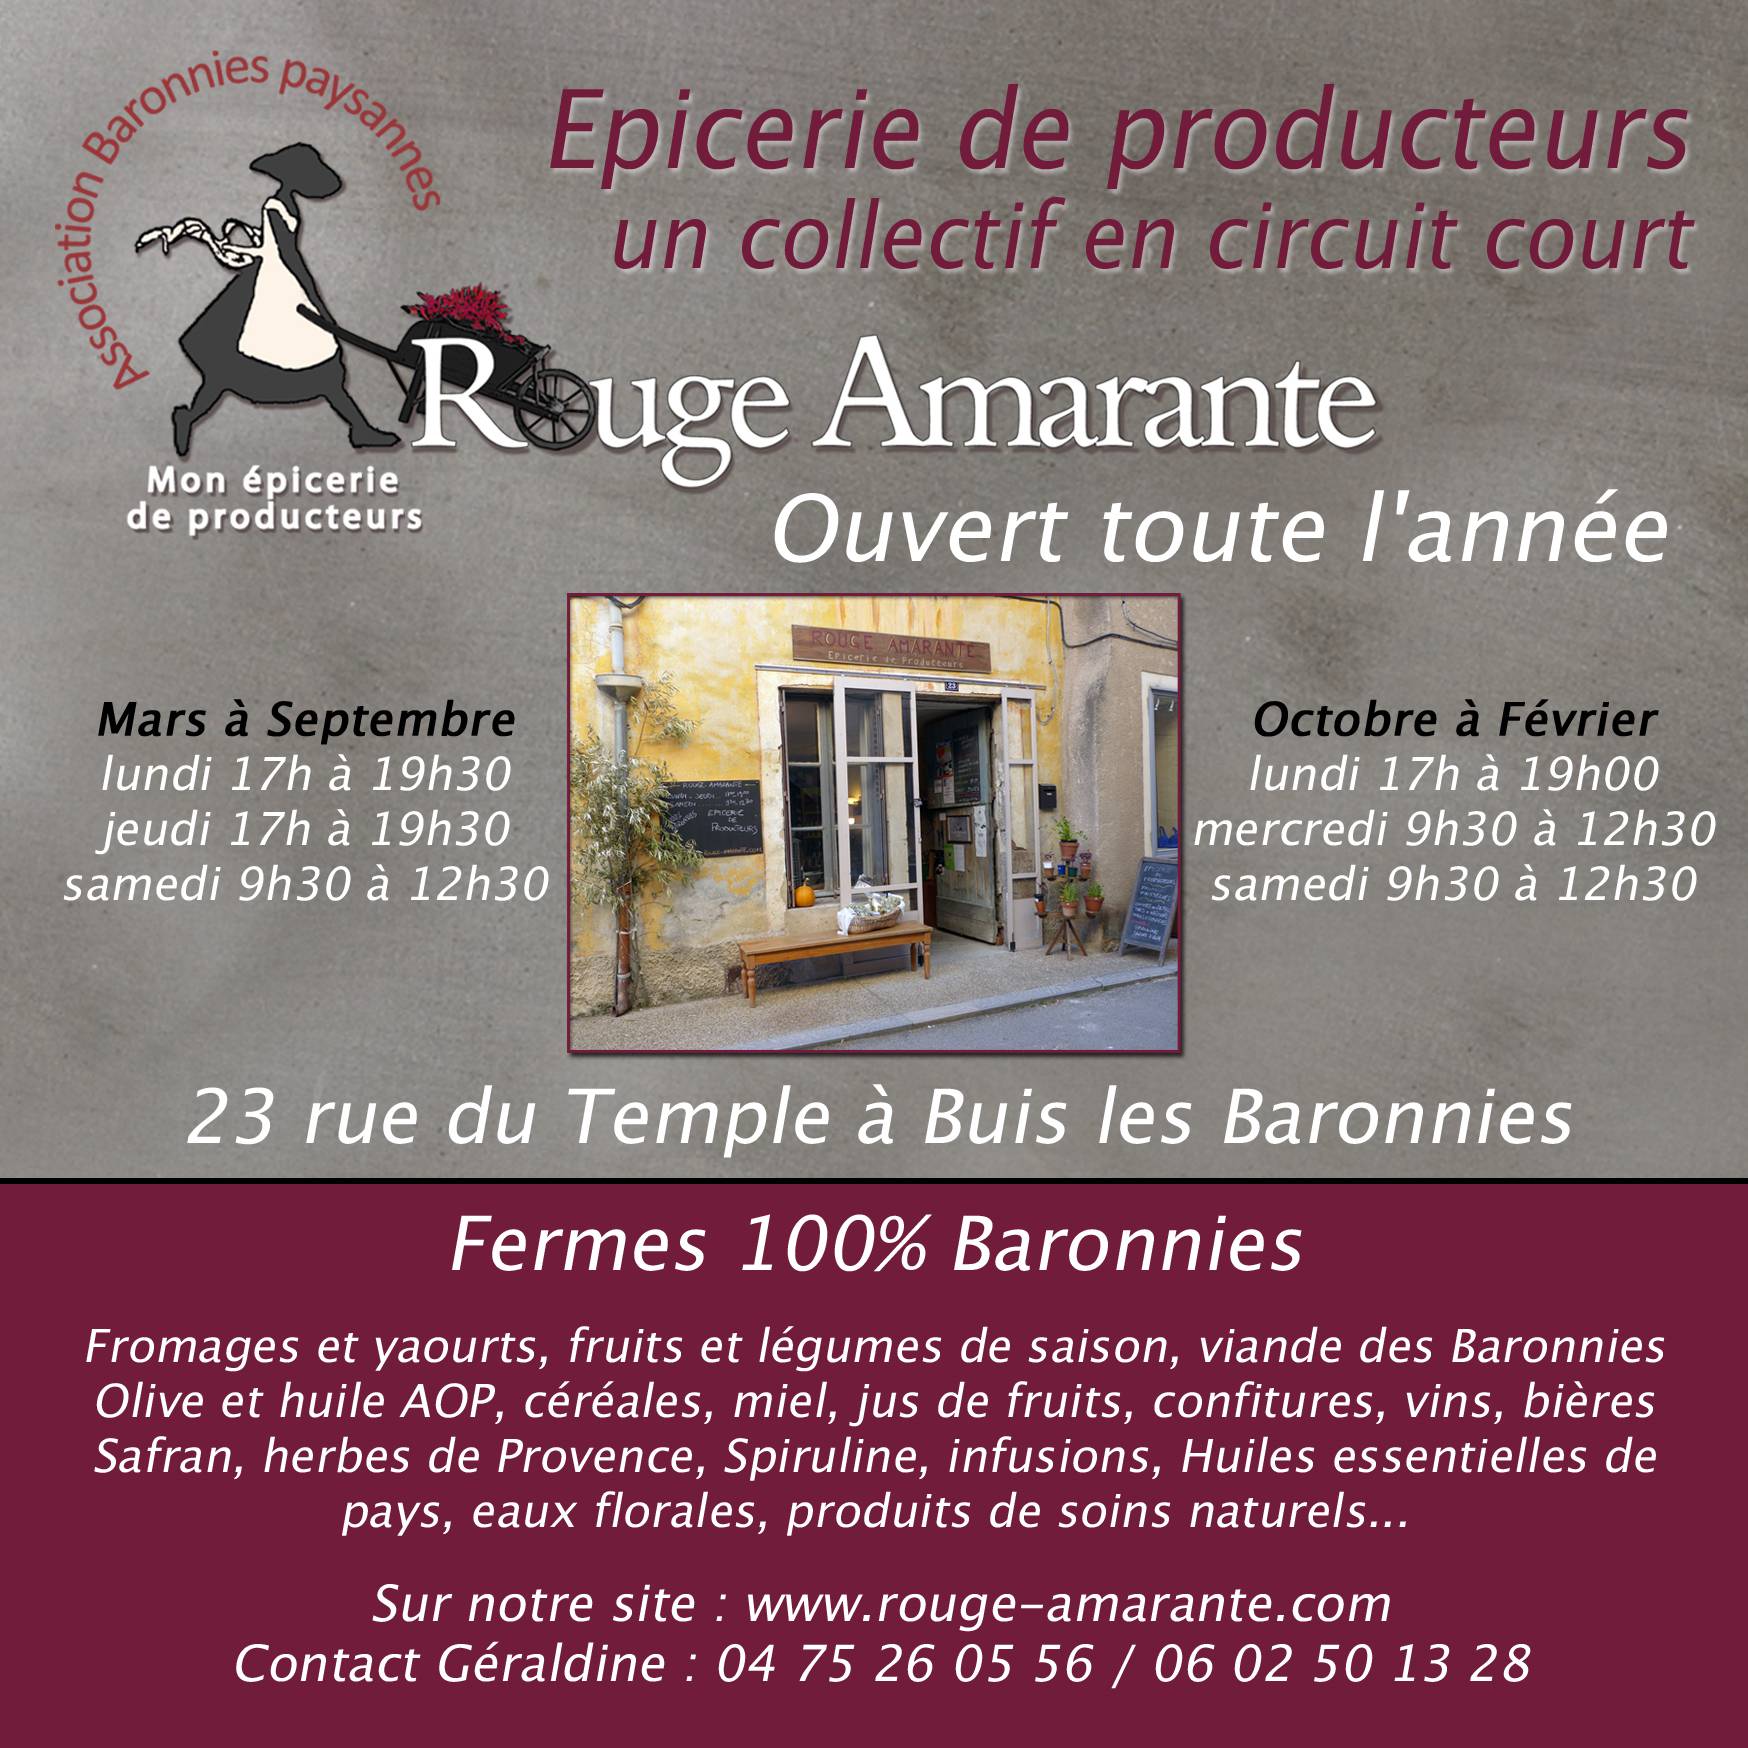 Association Baronnies paysannes
Epicerie de producteurs
un collectif en circuit court
Rouge Amarante
Mon épicerie
de producteurs
Ouvert toute l'année
ROUGE AMARANTE
Epicerie de Producteurs
23
ROUGE AMARANTE
EPICERIE
DE
PRODUCTEURS
Mars à Septembre
lundi 17h à 19h30
jeudi 17h à 19h30
samedi 9h30 à 12h30
Octobre à Février
lundi 17h à 19h00
mercredi 9h30 à 12h30
samedi 9h30 à 12h30
23 rue du Temple à Buis les Baronnies
Fermes 100% Baronnies
Fromages et yaourts, fruits et légumes de saison, viande des Baronnies
Olive et huile AOP, céréales, miel, jus de fruits, confitures, vins, bières
Safran, herbes de Provence, Spiruline, infusions, Huiles essentielles de
pays, eaux florales, produits de soins naturels...
Sur notre site : www.rouge-amarante.com
Contact Géraldine : 04 75 26 05 56 / 06 02 50 13 28